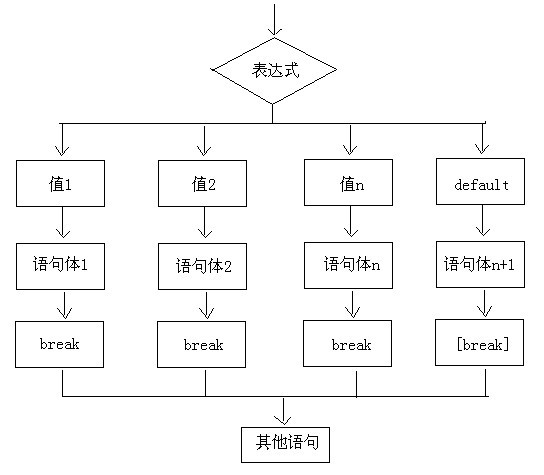 表达式
值1
值2
值n
default
语句体1
语句体2
语句体n
语句体n+1
break
break
break
[break]
其他语句